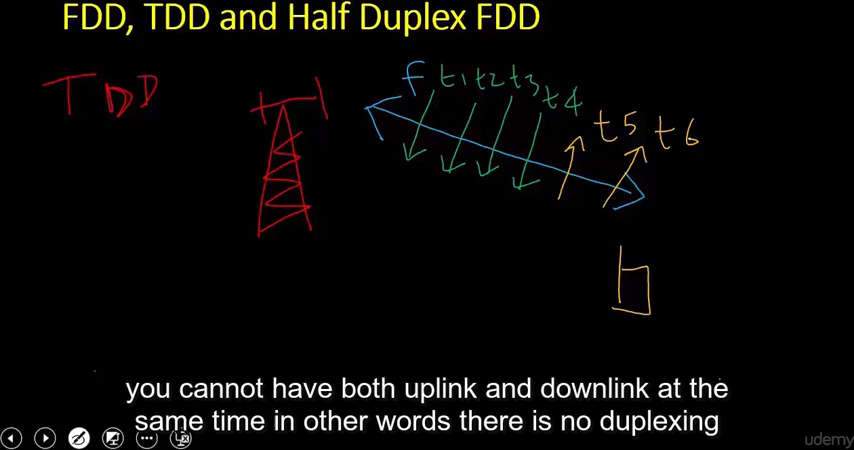 FDD, TDD and Half Duplex FDD
TDD
f t1 t2 t3 t4 t5 t6
you cannot have both uplink and downlink at the
same time in other words there is no duplexing
udemy